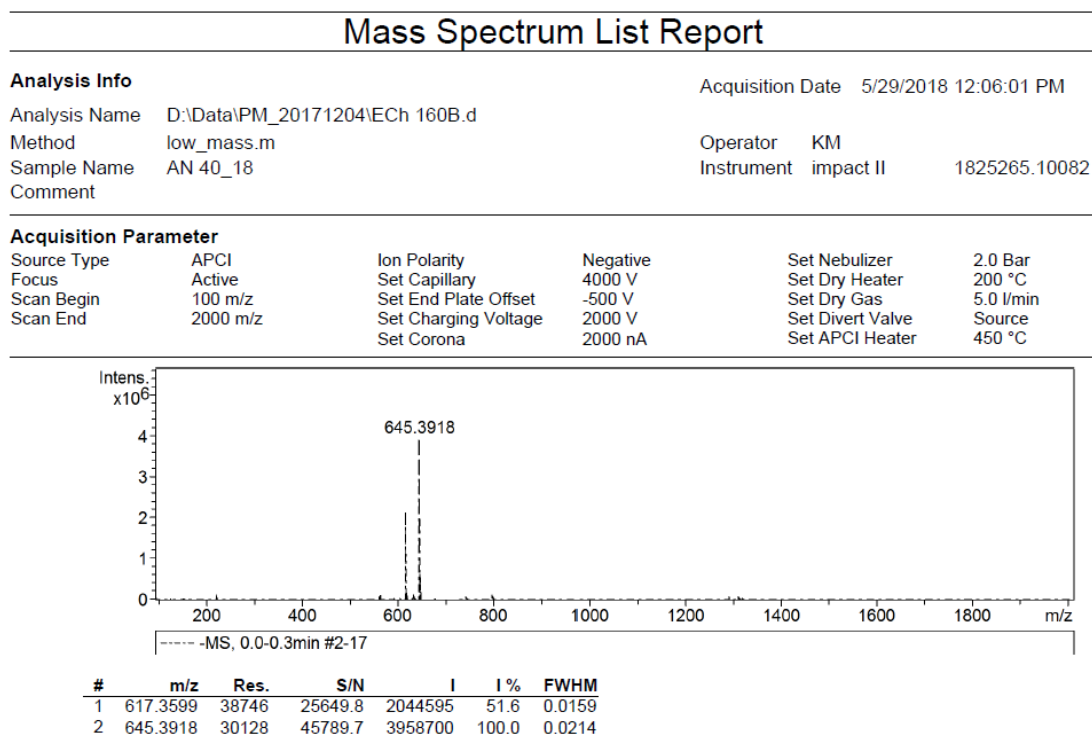 Mass Spectrum List Report
Analysis Info
Acquisition Date 5/29/2018 12:06:01 PM
Analysis Name D:\Data\PM_20171204\ECh 160B.d
Method low_mass.m Operator KM
Sample Name AN 40_18 Instrument impact II 1825265.10082
Comment
Acquisition Parameter
Source Type APCI Ion Polarity Negative Set Nebulizer 2.0 Bar
Focus Active Set Capillary 4000 V Set Dry Heater 200 °C
Scan Begin 100 m/z Set End Plate Offset -500 V Set Dry Gas 5.0 l/min
Scan End 2000 m/z Set Charging Voltage 2000 V Set Divert Valve Source
Set Corona 2000 nA Set APCI Heater 450 °C
Intens.
x10⁶
645.3918
4
3
2
1
0
200 400 600 800 1000 1200 1400 1600 1800 m/z
-MS, 0.0-0.3min #2-17
# m/z Res. S/N I I % FWHM
1 617.3599 38746 25649.8 2044595 51.6 0.0159
2 645.3918 30128 45789.7 3958700 100.0 0.0214